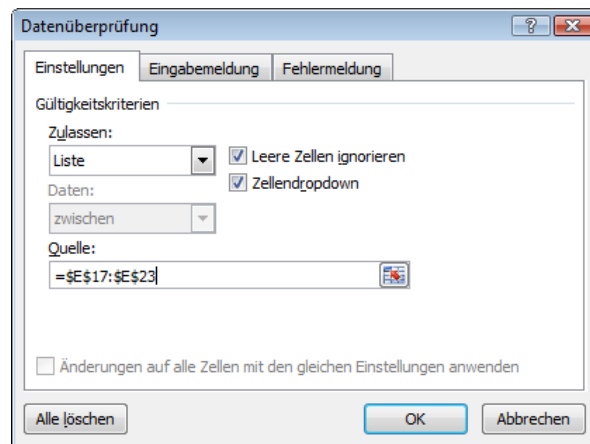 Datenüberprüfung
Einstellungen Eingabemeldung Fehlermeldung
Gültigkeitskriterien
Zulassen:
Liste
Leere Zellen ignorieren
Daten:
Zellendropdown
zwischen
Quelle:
=$E$17:$E$23
Änderungen auf alle Zellen mit den gleichen Einstellungen anwenden
Alle löschen OK Abbrechen